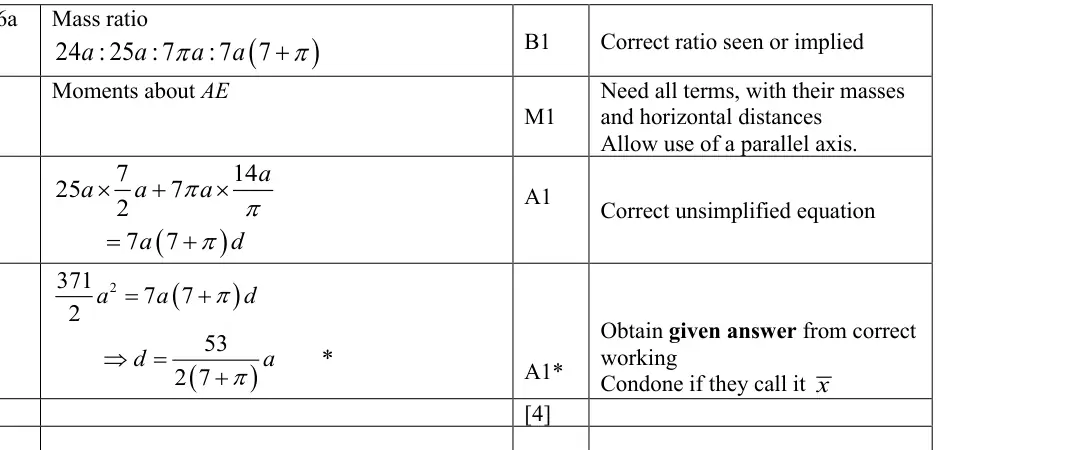 6a Mass ratio
24a : 25a : 7πa : 7a(7 + π)
B1 Correct ratio seen or implied
Moments about AE
M1
Need all terms, with their masses
and horizontal distances
Allow use of a parallel axis.
25a × 7/2 a + 7πa × 14a/π
= 7a(7 + π)d
A1
Correct unsimplified equation
371/2 a² = 7a(7 + π)d
⇒ d = 53/(2(7 + π)) a *
A1*
Obtain given answer from correct
working
Condone if they call it x̅
[4]